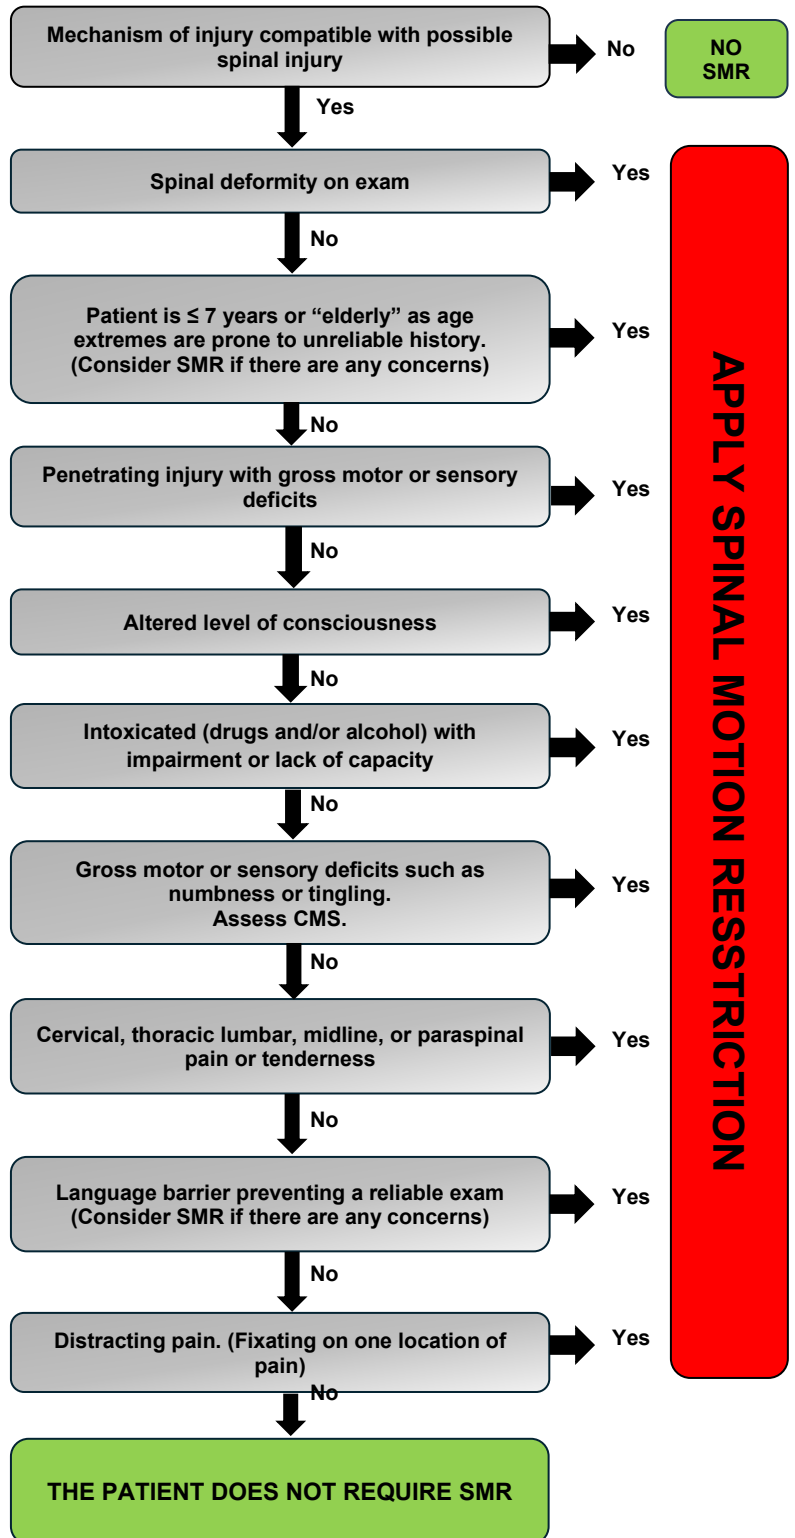 Mechanism of injury compatible with possible
spinal injury
No
NO
SMR
Yes
Spinal deformity on exam
Yes
No
Patient is ≤ 7 years or “elderly” as age
extremes are prone to unreliable history.
(Consider SMR if there are any concerns)
Yes
No
Penetrating injury with gross motor or sensory
deficits
Yes
No
Altered level of consciousness
Yes
No
Intoxicated (drugs and/or alcohol) with
impairment or lack of capacity
Yes
No
Gross motor or sensory deficits such as
numbness or tingling.
Assess CMS.
Yes
No
Cervical, thoracic lumbar, midline, or paraspinal
pain or tenderness
Yes
No
Language barrier preventing a reliable exam
(Consider SMR if there are any concerns)
Yes
No
Distracting pain. (Fixating on one location of
pain)
Yes
No
THE PATIENT DOES NOT REQUIRE SMR
APPLY SPINAL MOTION RESSTRICTION